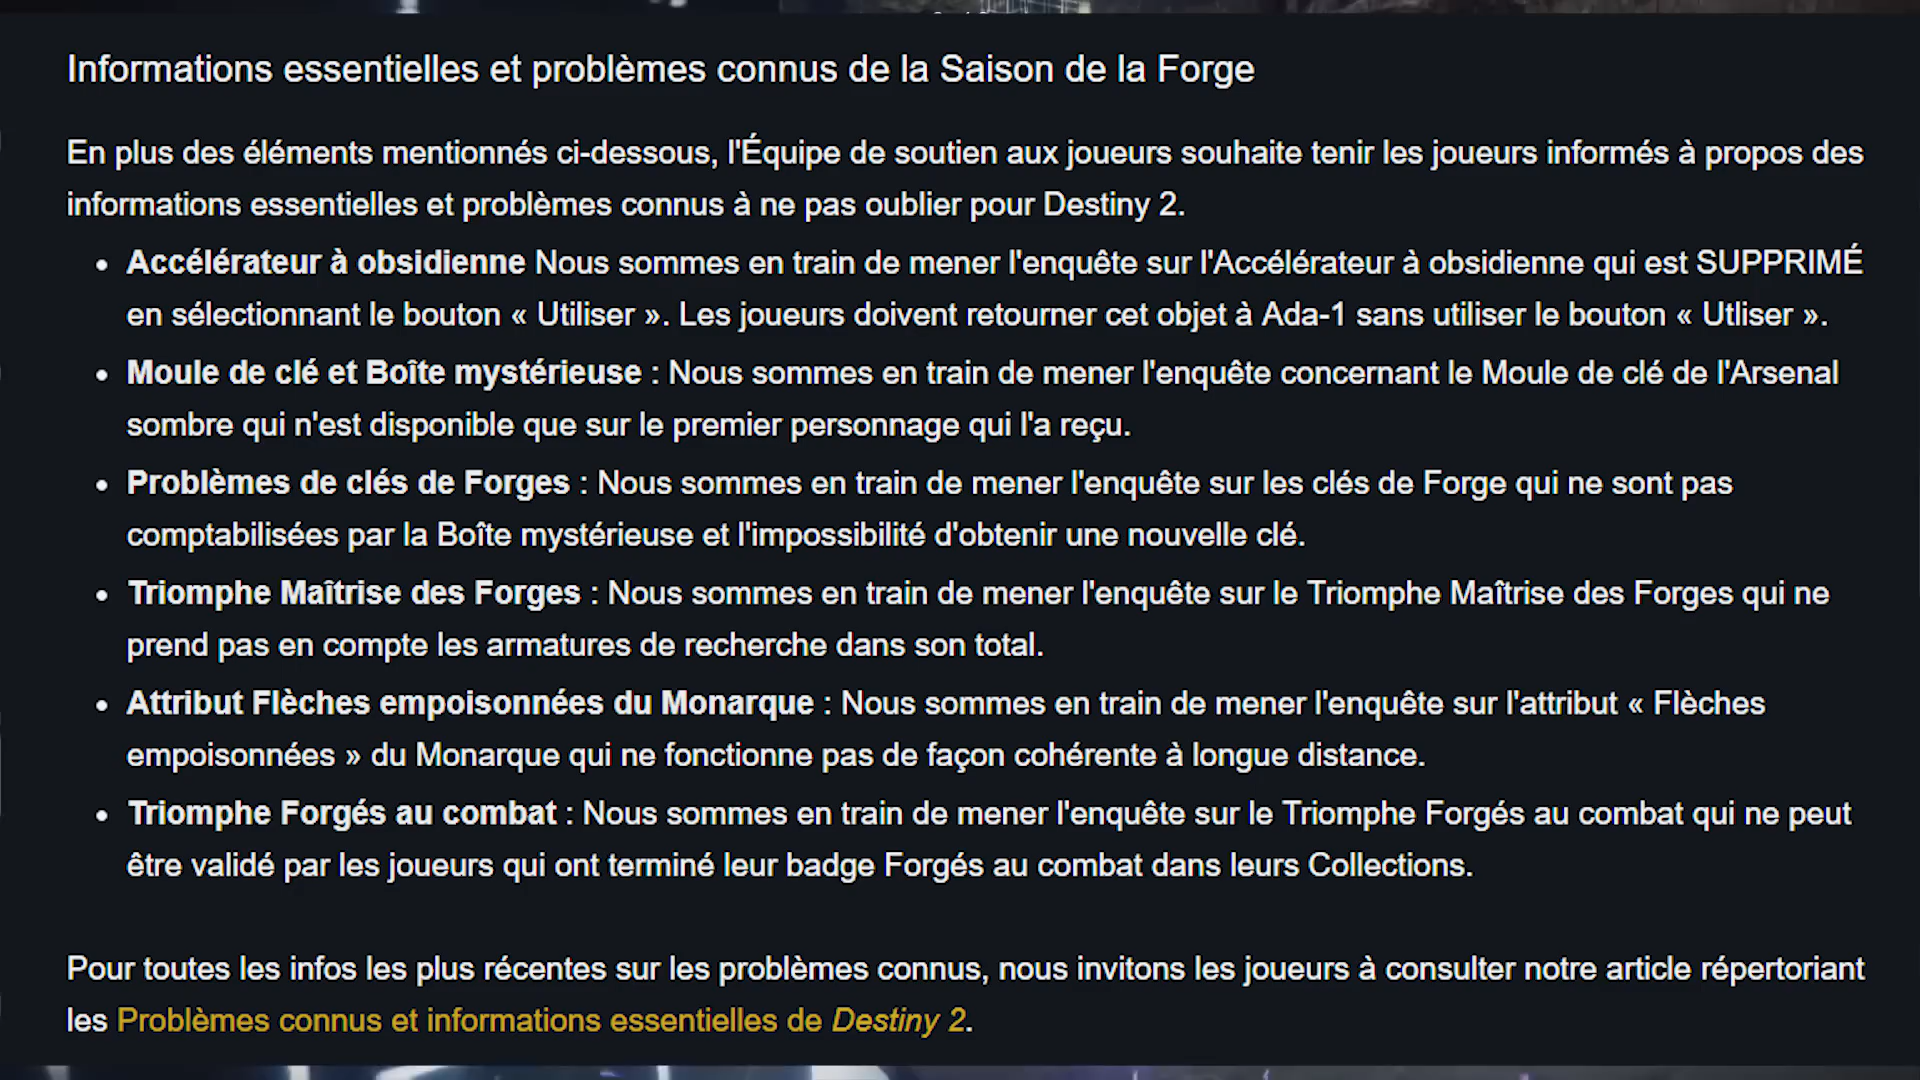 Informations essentielles et problèmes connus de la Saison de la Forge
En plus des éléments mentionnés ci-dessous, l'Équipe de soutien aux joueurs souhaite tenir les joueurs informés à propos des
informations essentielles et problèmes connus à ne pas oublier pour Destiny 2.
• Accélérateur à obsidienne Nous sommes en train de mener l'enquête sur l'Accélérateur à obsidienne qui est SUPPRIMÉ
en sélectionnant le bouton « Utiliser ». Les joueurs doivent retourner cet objet à Ada-1 sans utiliser le bouton « Utliser ».
• Moule de clé et Boîte mystérieuse : Nous sommes en train de mener l'enquête concernant le Moule de clé de l'Arsenal
sombre qui n'est disponible que sur le premier personnage qui l'a reçu.
• Problèmes de clés de Forges : Nous sommes en train de mener l'enquête sur les clés de Forge qui ne sont pas
comptabilisées par la Boîte mystérieuse et l'impossibilité d'obtenir une nouvelle clé.
• Triomphe Maîtrise des Forges : Nous sommes en train de mener l'enquête sur le Triomphe Maîtrise des Forges qui ne
prend pas en compte les armatures de recherche dans son total.
• Attribut Flèches empoisonnées du Monarque : Nous sommes en train de mener l'enquête sur l'attribut « Flèches
empoisonnées » du Monarque qui ne fonctionne pas de façon cohérente à longue distance.
• Triomphe Forgés au combat : Nous sommes en train de mener l'enquête sur le Triomphe Forgés au combat qui ne peut
être validé par les joueurs qui ont terminé leur badge Forgés au combat dans leurs Collections.
Pour toutes les infos les plus récentes sur les problèmes connus, nous invitons les joueurs à consulter notre article répertoriant
les Problèmes connus et informations essentielles de Destiny 2.